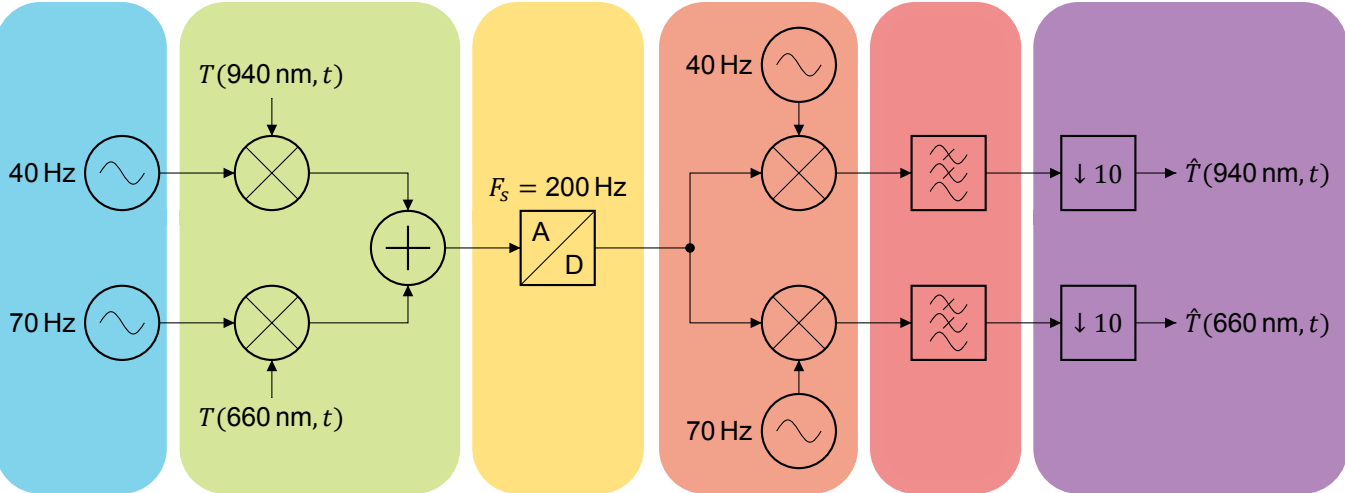 T(940 nm, t)
40 Hz
40 Hz
F_s = 200 Hz
A
D
↓ 10
T̂(940 nm, t)
70 Hz
↓ 10
T̂(660 nm, t)
T(660 nm, t)
70 Hz